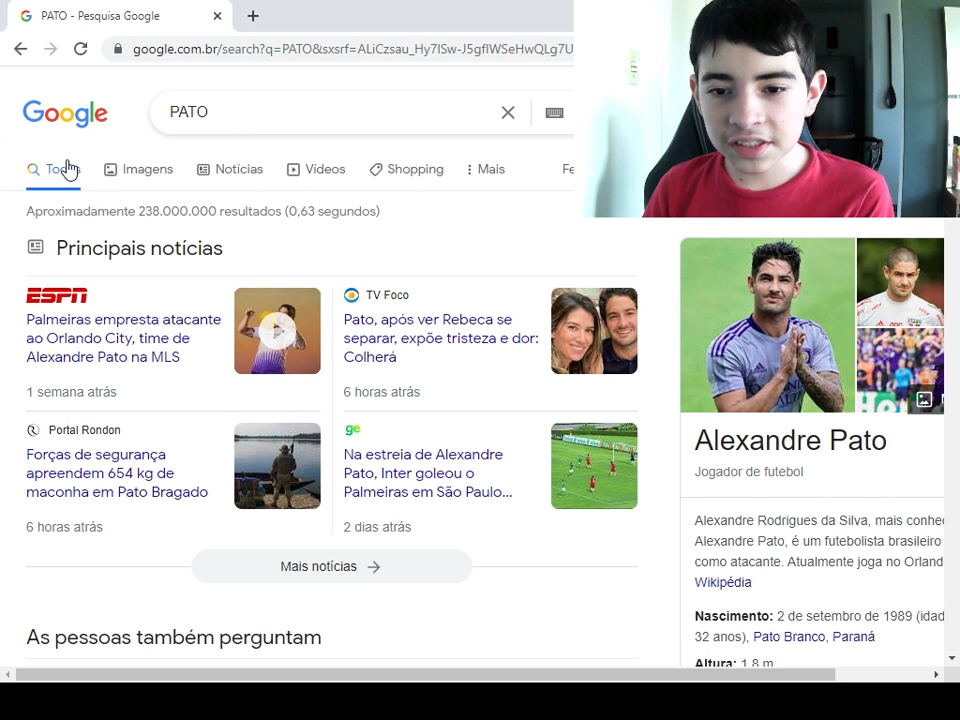 PATO - Pesquisa Google
google.com.br/search?q=PATO&sxsrf=ALiCzsau_Hy7ISw-J5gfIWSeHwQLg7U
Google
PATO
Imagens
Notícias
Vídeos
Shopping
Mais
Fe
Aproximadamente 238.000.000 resultados (0,63 segundos)
Principais notícias
ESPN
Palmeiras empresta atacante
ao Orlando City, time de
Alexandre Pato na MLS
1 semana atrás
TV Foco
Pato, após ver Rebeca se
separar, expõe tristeza e dor:
Colherá
6 horas atrás
Portal Rondon
Forças de segurança
apreendem 654 kg de
maconha em Pato Bragado
6 horas atrás
ge
Na estreia de Alexandre
Pato, Inter goleou o
Palmeiras em São Paulo...
2 dias atrás
Mais notícias
As pessoas também perguntam
Alexandre Pato
Jogador de futebol
Alexandre Rodrigues da Silva, mais conhe
Alexandre Pato, é um futebolista brasileiro
como atacante. Atualmente joga no Orland
Wikipédia
Nascimento: 2 de setembro de 1989 (idad
32 anos), Pato Branco, Paraná
Altura: 1,8 m